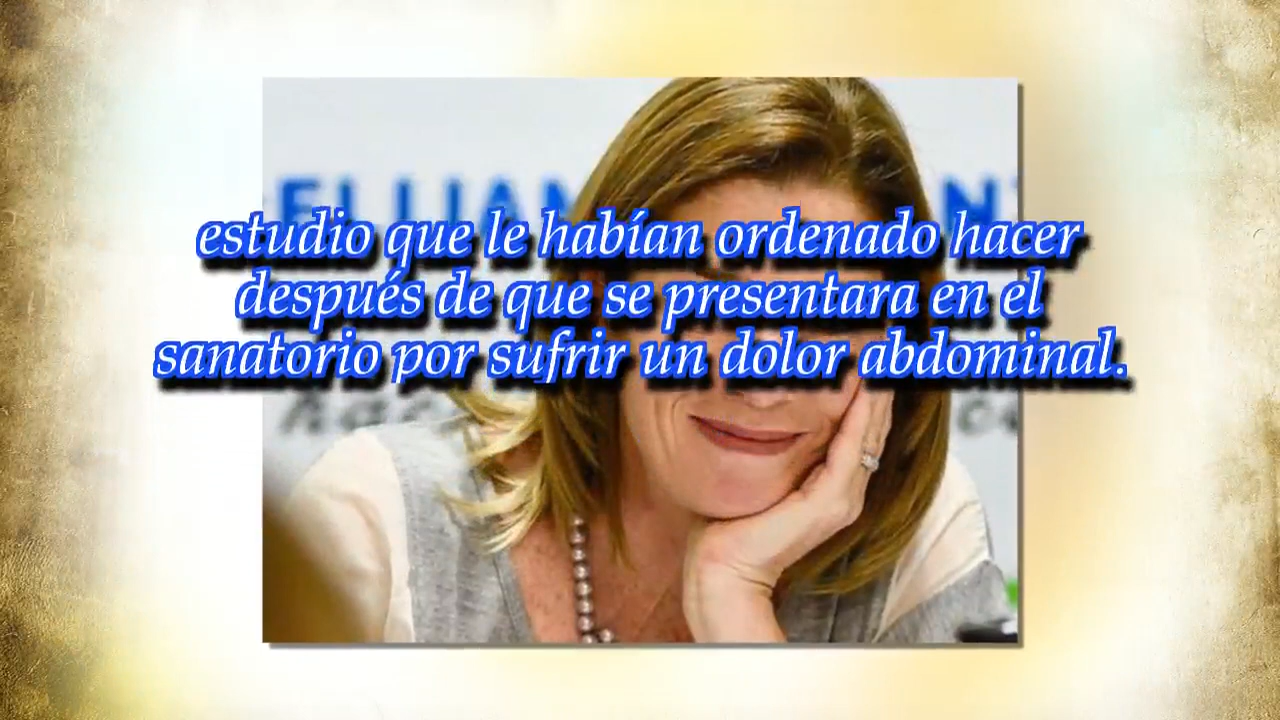 estudio que le habían ordenado hacer
después de que se presentara en el
sanatorio por sufrir un dolor abdominal.